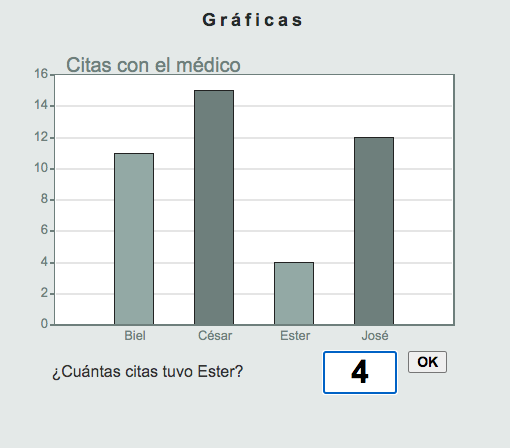 Gráficas
Citas con el médico
16
14
12
10
8
6
4
2
0
Biel César Ester José
¿Cuántas citas tuvo Ester? 4 OK